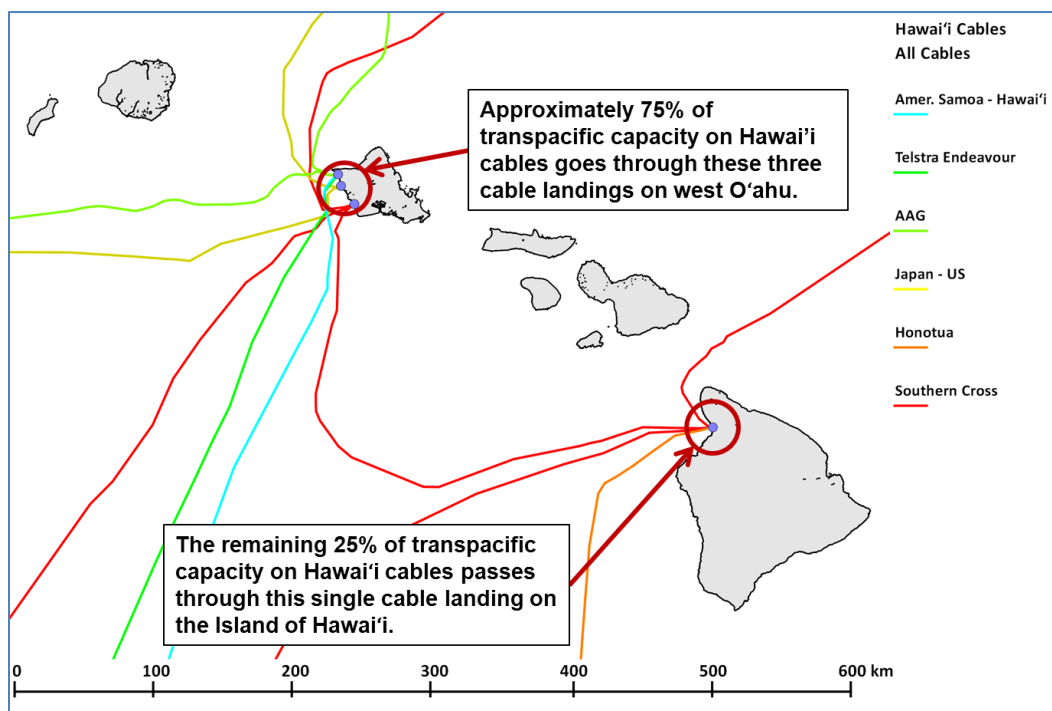 Hawaiʻi Cables
All Cables
Amer. Samoa - Hawaiʻi
Telstra Endeavour
AAG
Japan - US
Honotua
Southern Cross
Approximately 75% of
transpacific capacity on Hawai’i
cables goes through these three
cable landings on west Oʻahu.
The remaining 25% of transpacific
capacity on Hawaiʻi cables passes
through this single cable landing on
the Island of Hawaiʻi.
0 100 200 300 400 500 600 km